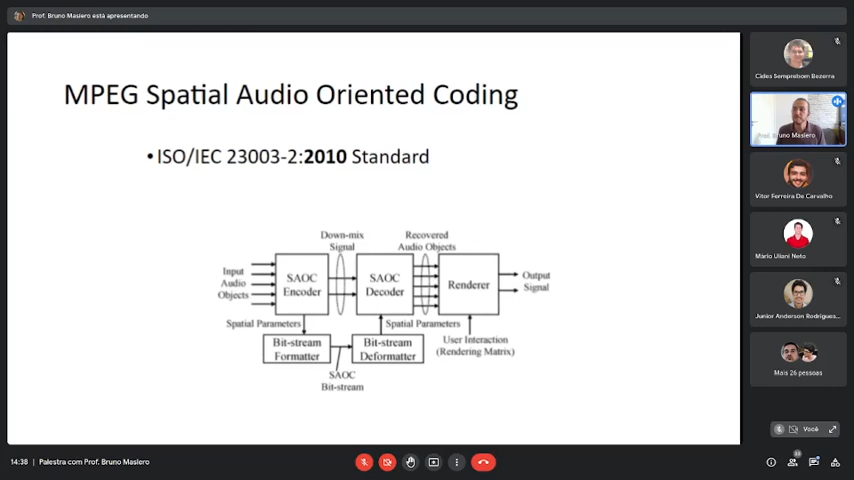 Prof. Bruno Masiero está apresentando
MPEG Spatial Audio Oriented Coding
• ISO/IEC 23003-2:2010 Standard
Down-mix
Signal
Recovered
Audio Objects
Input
Audio
Objects
SAOC
Encoder
SAOC
Decoder
Renderer
Output
Signal
Spatial Parameters
Spatial Parameters
Bit-stream
Formatter
Bit-stream
Deformatter
User Interaction
(Rendering Matrix)
SAOC
Bit-stream
Cides Semprebom Bezerra
Prof. Bruno Masiero
Vitor Ferreira De Carvalho
Mario Uliani Neto
Junior Anderson Rodrigues...
Mais 26 pessoas
Você
14:38 | Palestra com Prof. Bruno Masiero